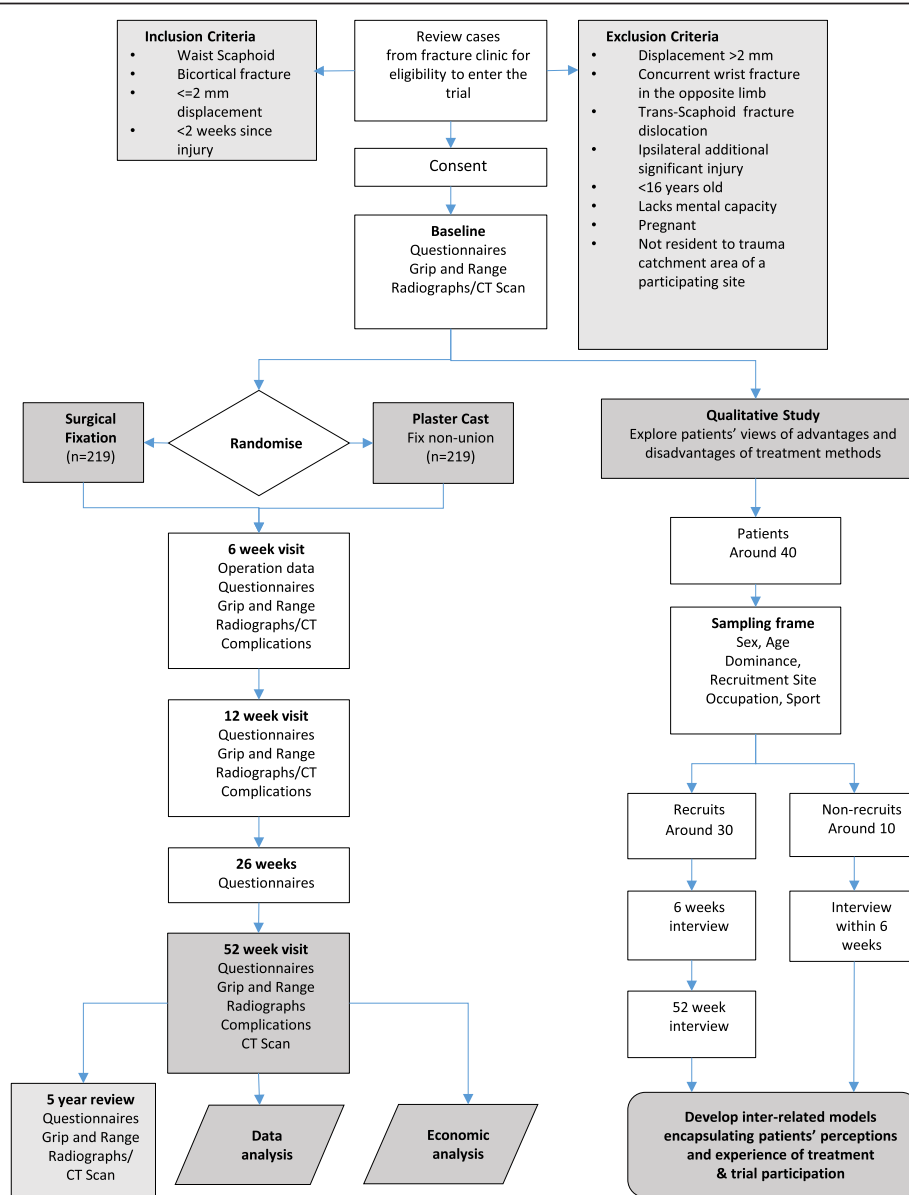 Inclusion Criteria
• Waist Scaphoid
• Bicortical fracture
• <=2 mm
displacement
• <2 weeks since
injury
Review cases
from fracture clinic for
eligibility to enter the
trial
Exclusion Criteria
• Displacement >2 mm
• Concurrent wrist fracture
in the opposite limb
• Trans-Scaphoid fracture
dislocation
• Ipsilateral additional
significant injury
• <16 years old
• Lacks mental capacity
• Pregnant
• Not resident to trauma
catchment area of a
participating site
Consent
Baseline
Questionnaires
Grip and Range
Radiographs/CT Scan
Surgical
Fixation
(n=219)
Randomise
Plaster Cast
Fix non-union
(n=219)
Qualitative Study
Explore patients' views of advantages and
disadvantages of treatment methods
6 week visit
Operation data
Questionnaires
Grip and Range
Radiographs/CT
Complications
12 week visit
Questionnaires
Grip and Range
Radiographs/CT
Complications
26 weeks
Questionnaires
52 week visit
Questionnaires
Grip and Range
Radiographs
Complications
CT Scan
5 year review
Questionnaires
Grip and Range
Radiographs/
CT Scan
Data
analysis
Economic
analysis
Patients
Around 40
Sampling frame
Sex, Age
Dominance,
Recruitment Site
Occupation, Sport
Recruits
Around 30
Non-recruits
Around 10
6 weeks
interview
Interview
within 6
weeks
52 week
interview
Develop inter-related models
encapsulating patients' perceptions
and experience of treatment
& trial participation